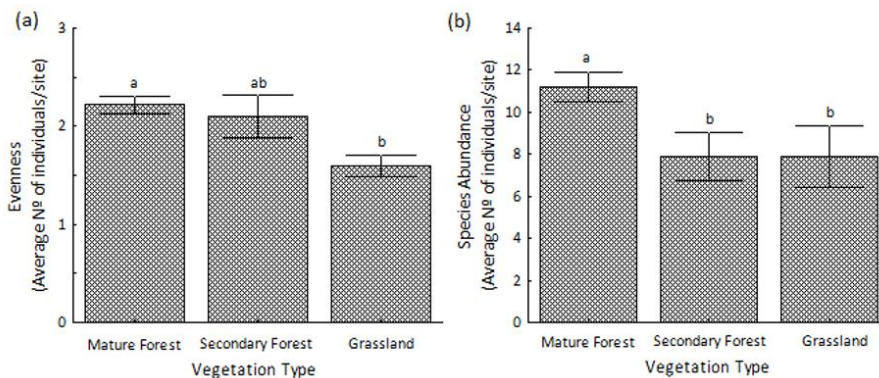 (a)
Evenness
(Average Nº of individuals/site)
3
2
1
0
a
ab
b
Mature Forest
Secondary Forest
Grassland
Vegetation Type
(b)
Species Abundance
(Average Nº of individuals/site)
14
12
10
8
6
4
2
0
a
b
b
Mature Forest
Secondary Forest
Grassland
Vegetation Type